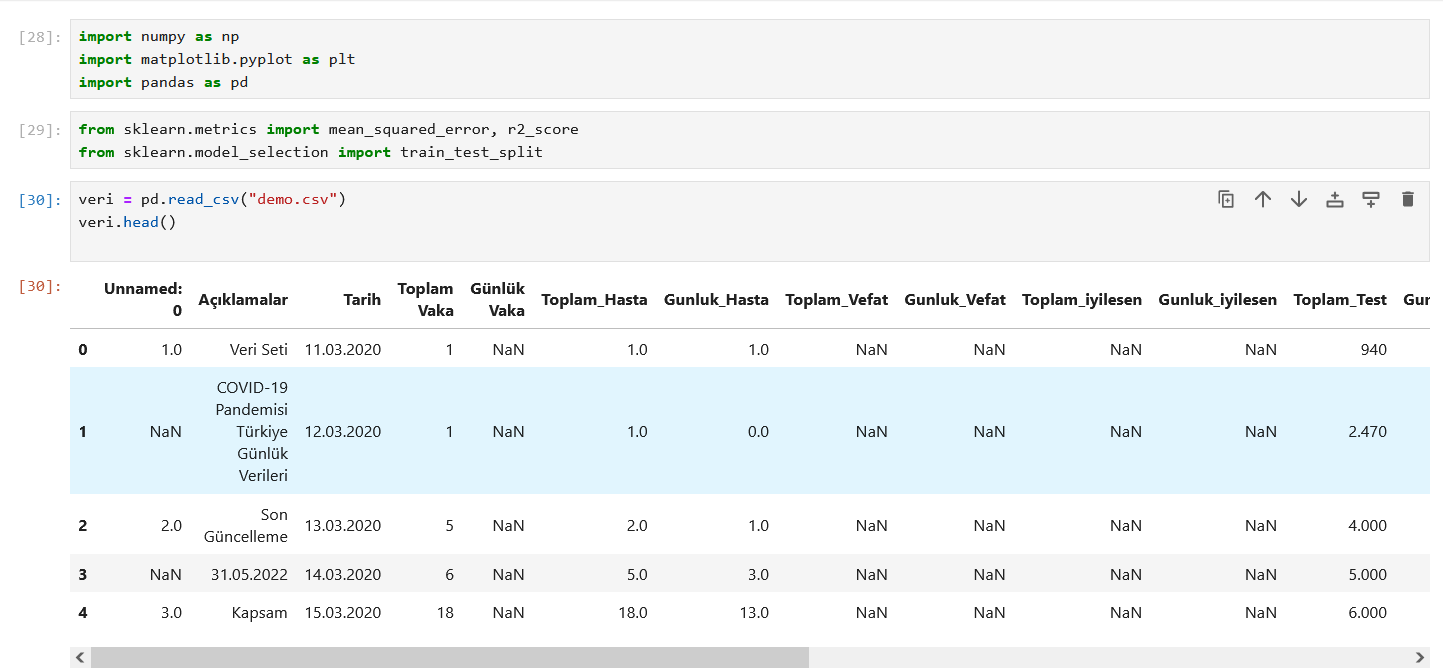 [28]: import numpy as np
import matplotlib.pyplot as plt
import pandas as pd
[29]: from sklearn.metrics import mean_squared_error, r2_score
from sklearn.model_selection import train_test_split
[30]: veri = pd.read_csv("demo.csv")
veri.head()
[30]: Unnamed: 0 Açıklamalar Tarih Toplam Vaka Günlük Vaka Toplam_Hasta Gunluk_Hasta Toplam_Vefat Gunluk_Vefat Toplam_iyilesen Gunluk_iyilesen Toplam_Test Gun
0 1.0 Veri Seti 11.03.2020 1 NaN 1.0 1.0 NaN NaN NaN NaN 940
1 NaN COVID-19 Pandemisi Türkiye Günlük Verileri 12.03.2020 1 NaN 1.0 0.0 NaN NaN NaN NaN 2.470
2 2.0 Son Güncelleme 13.03.2020 5 NaN 2.0 1.0 NaN NaN NaN NaN 4.000
3 NaN 31.05.2022 14.03.2020 6 NaN 5.0 3.0 NaN NaN NaN NaN 5.000
4 3.0 Kapsam 15.03.2020 18 NaN 18.0 13.0 NaN NaN NaN NaN 6.000